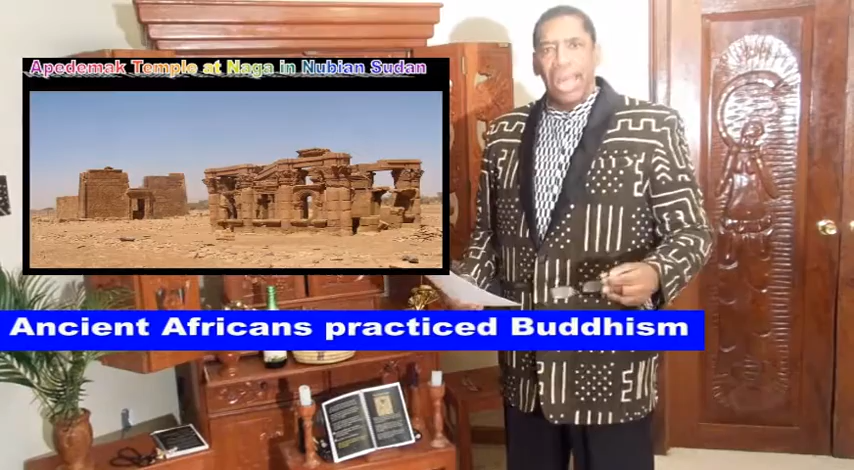 Apedemak Temple at Naga in Nubian Sudan
Ancient Africans practiced Buddhism